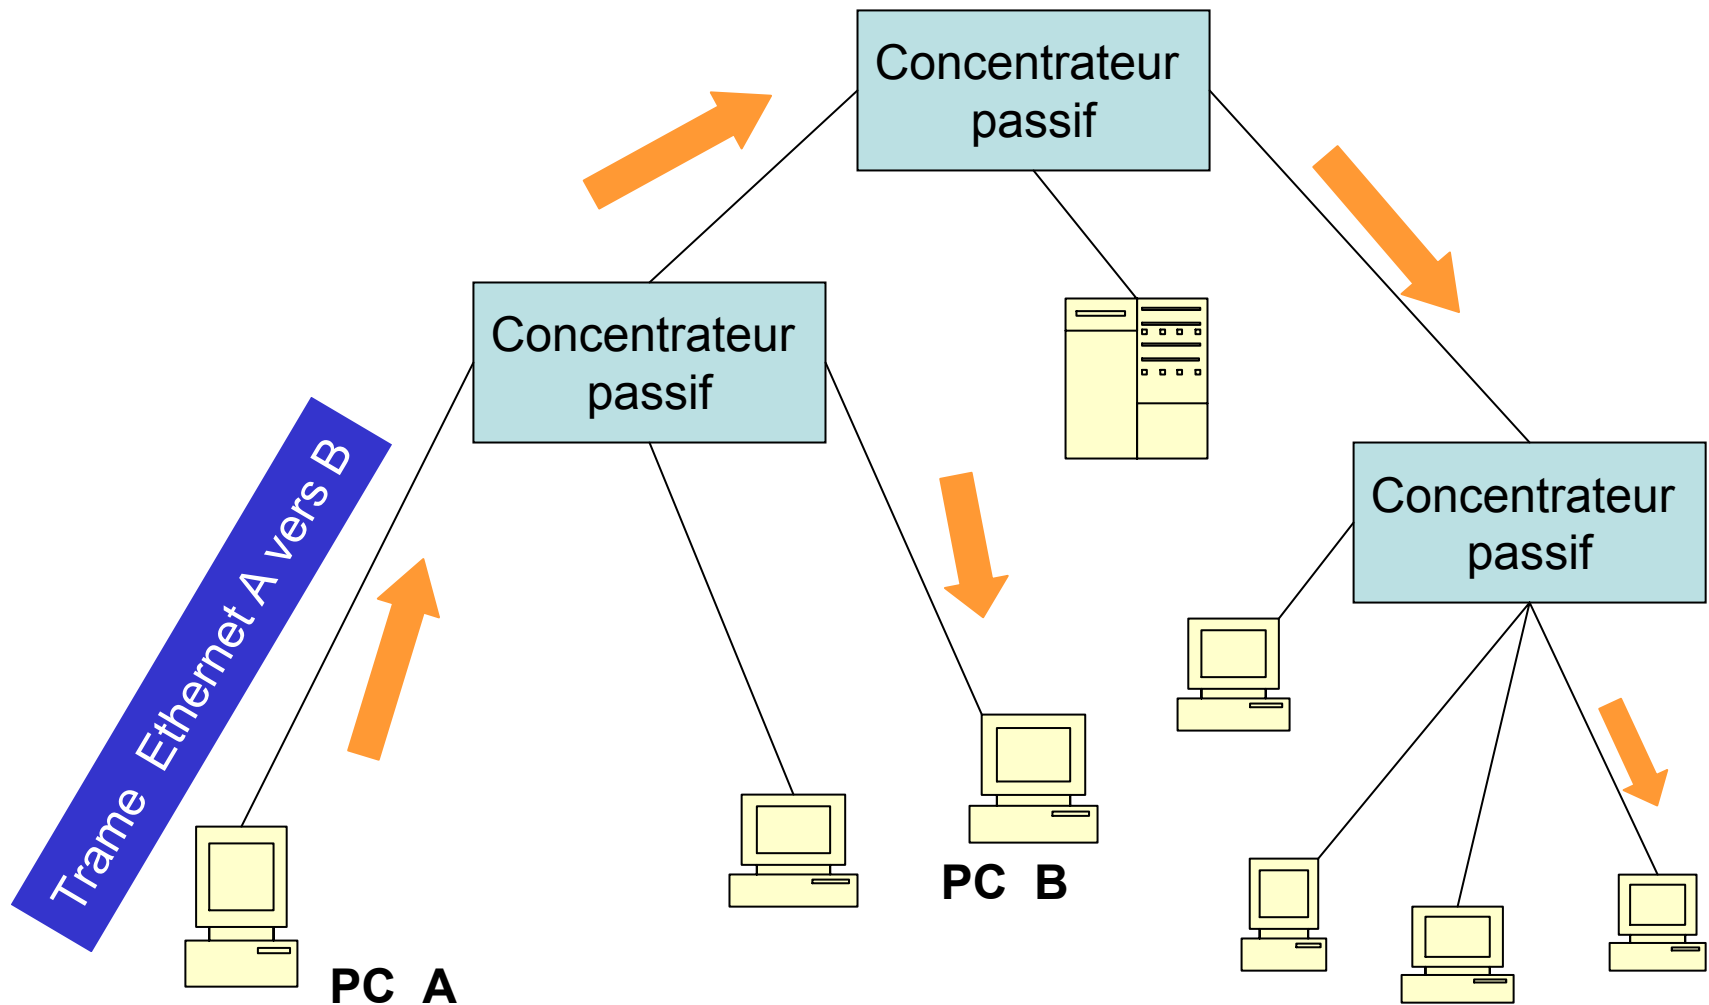 Concentrateur
passif
Concentrateur
passif
Concentrateur
passif
Trame Ethernet A vers B
PC B
PC A